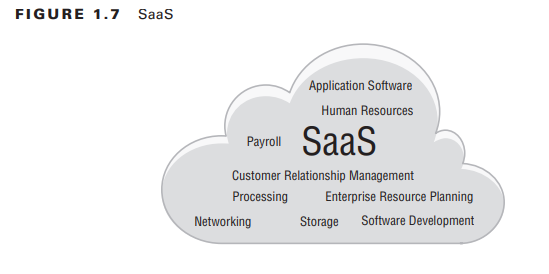 FIGURE 1.7 SaaS
Application Software
Human Resources
Payroll SaaS
Customer Relationship Management
Processing Enterprise Resource Planning
Networking Storage Software Development